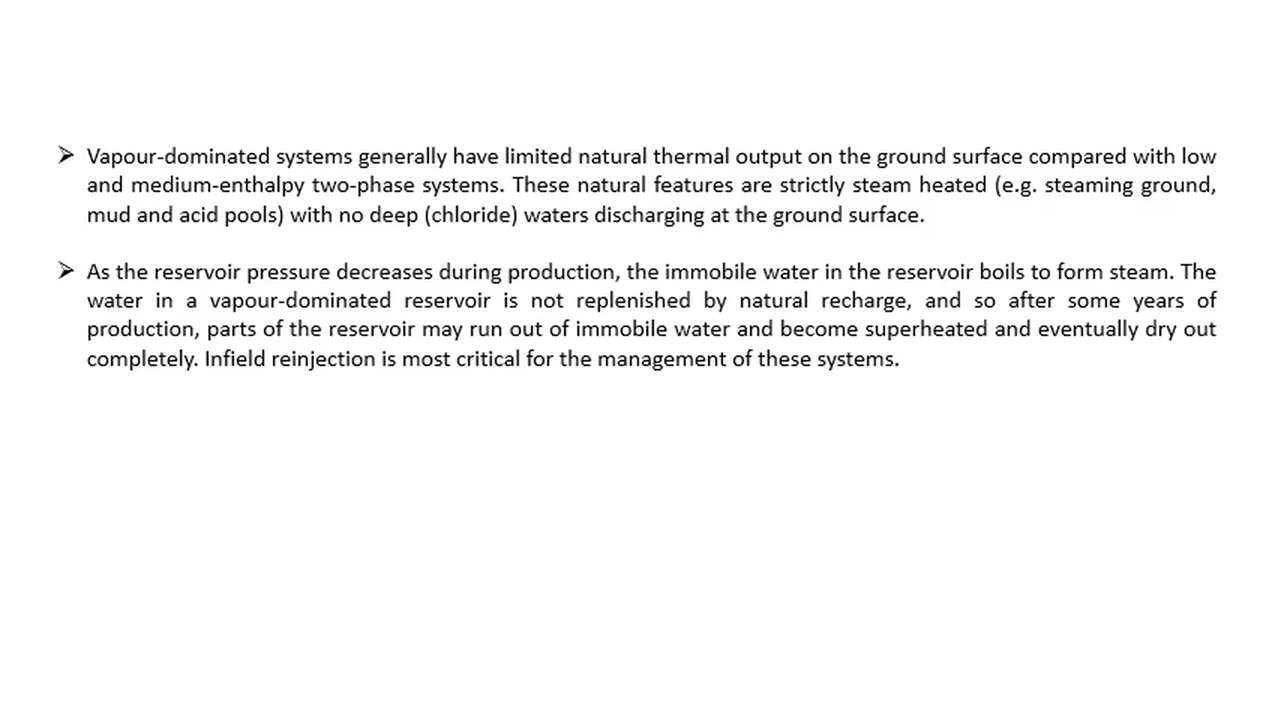 ➢ Vapour-dominated systems generally have limited natural thermal output on the ground surface compared with low
and medium-enthalpy two-phase systems. These natural features are strictly steam heated (e.g. steaming ground,
mud and acid pools) with no deep (chloride) waters discharging at the ground surface.
➢ As the reservoir pressure decreases during production, the immobile water in the reservoir boils to form steam. The
water in a vapour-dominated reservoir is not replenished by natural recharge, and so after some years of
production, parts of the reservoir may run out of immobile water and become superheated and eventually dry out
completely. Infield reinjection is most critical for the management of these systems.